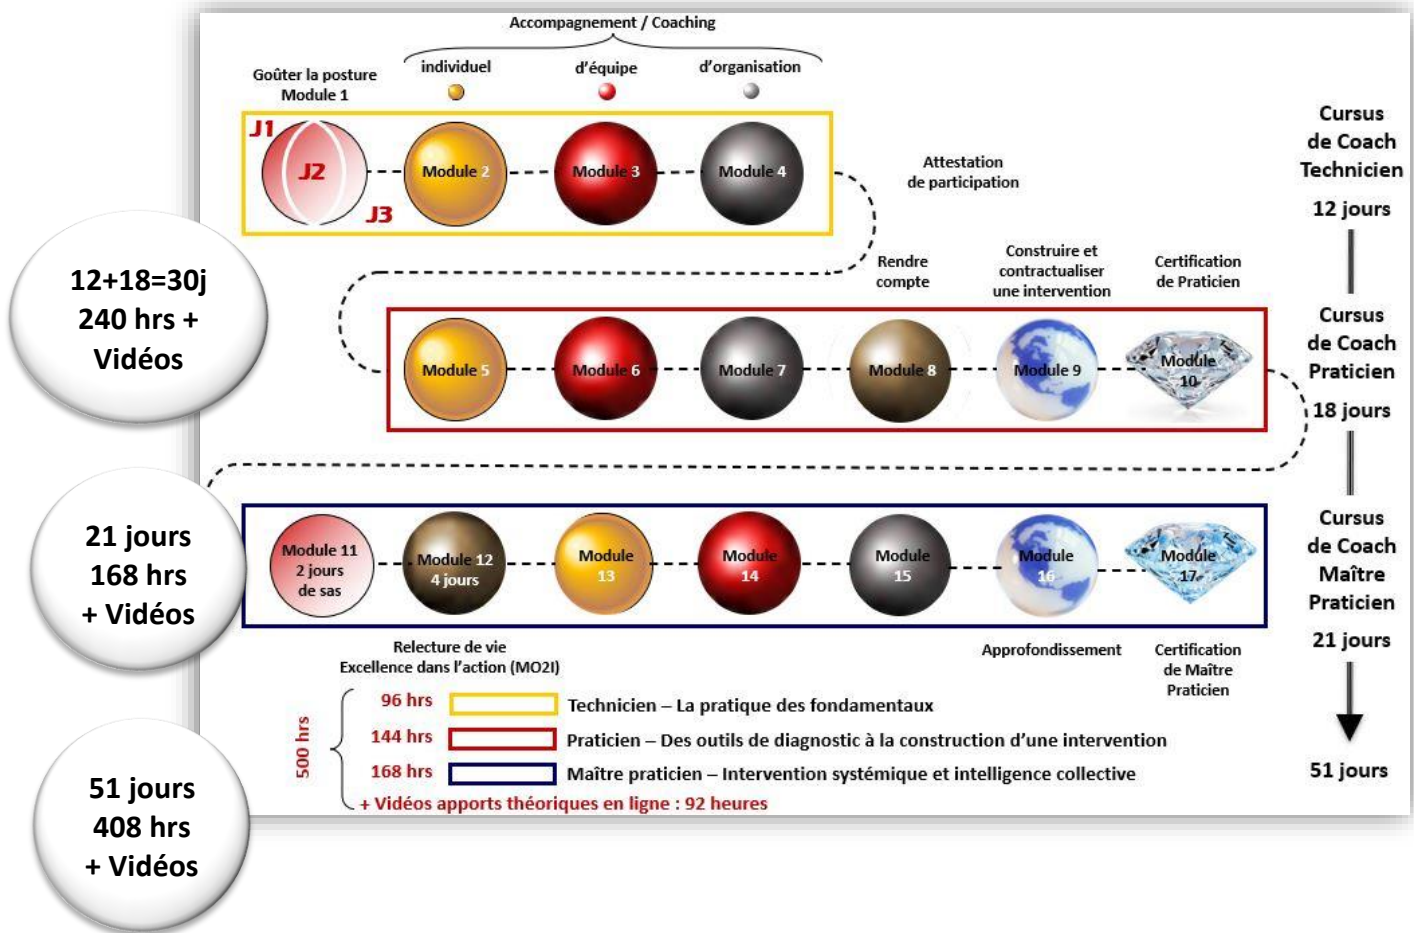 Accompagnement / Coaching
individuel
d'équipe
d'organisation
Goûter la posture
Module 1
J1
J2
J3
Module 2
Module 3
Module 4
Attestation
de participation
Cursus
de Coach
Technicien
12 jours
12+18=30j
240 hrs +
Vidéos
Rendre
compte
Construire et
contractualiser
une intervention
Certification
de Praticien
Module 5
Module 6
Module 7
Module 8
Module 9
Module
10
Cursus
de Coach
Praticien
18 jours
21 jours
168 hrs
+ Vidéos
Module 11
2 jours
de sas
Module 12
4 jours
Module
13
Module
14
Module
15
Module
16
Module
17
Cursus
de Coach
Maître
Praticien
21 jours
Relecture de vie
Excellence dans l'action (MO2I)
Approfondissement
Certification
de Maître
Praticien
500 hrs
96 hrs
Technicien – La pratique des fondamentaux
144 hrs
Praticien – Des outils de diagnostic à la construction d'une intervention
168 hrs
Maître praticien – Intervention systémique et intelligence collective
+ Vidéos apports théoriques en ligne : 92 heures
51 jours
51 jours
408 hrs
+ Vidéos